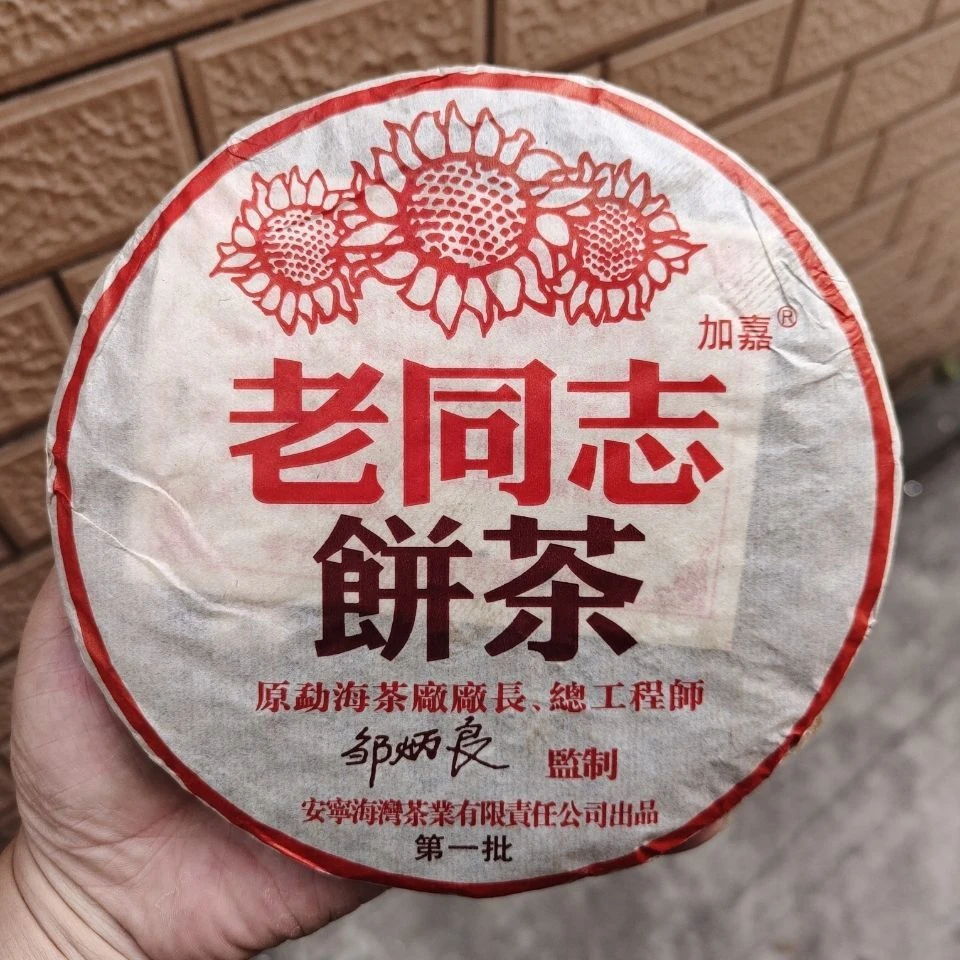 加嘉®
老同志
餅茶
原勐海茶廠廠長、總工程師
邹炳良 監制
安寧海灣茶業有限責任公司出品
第一批